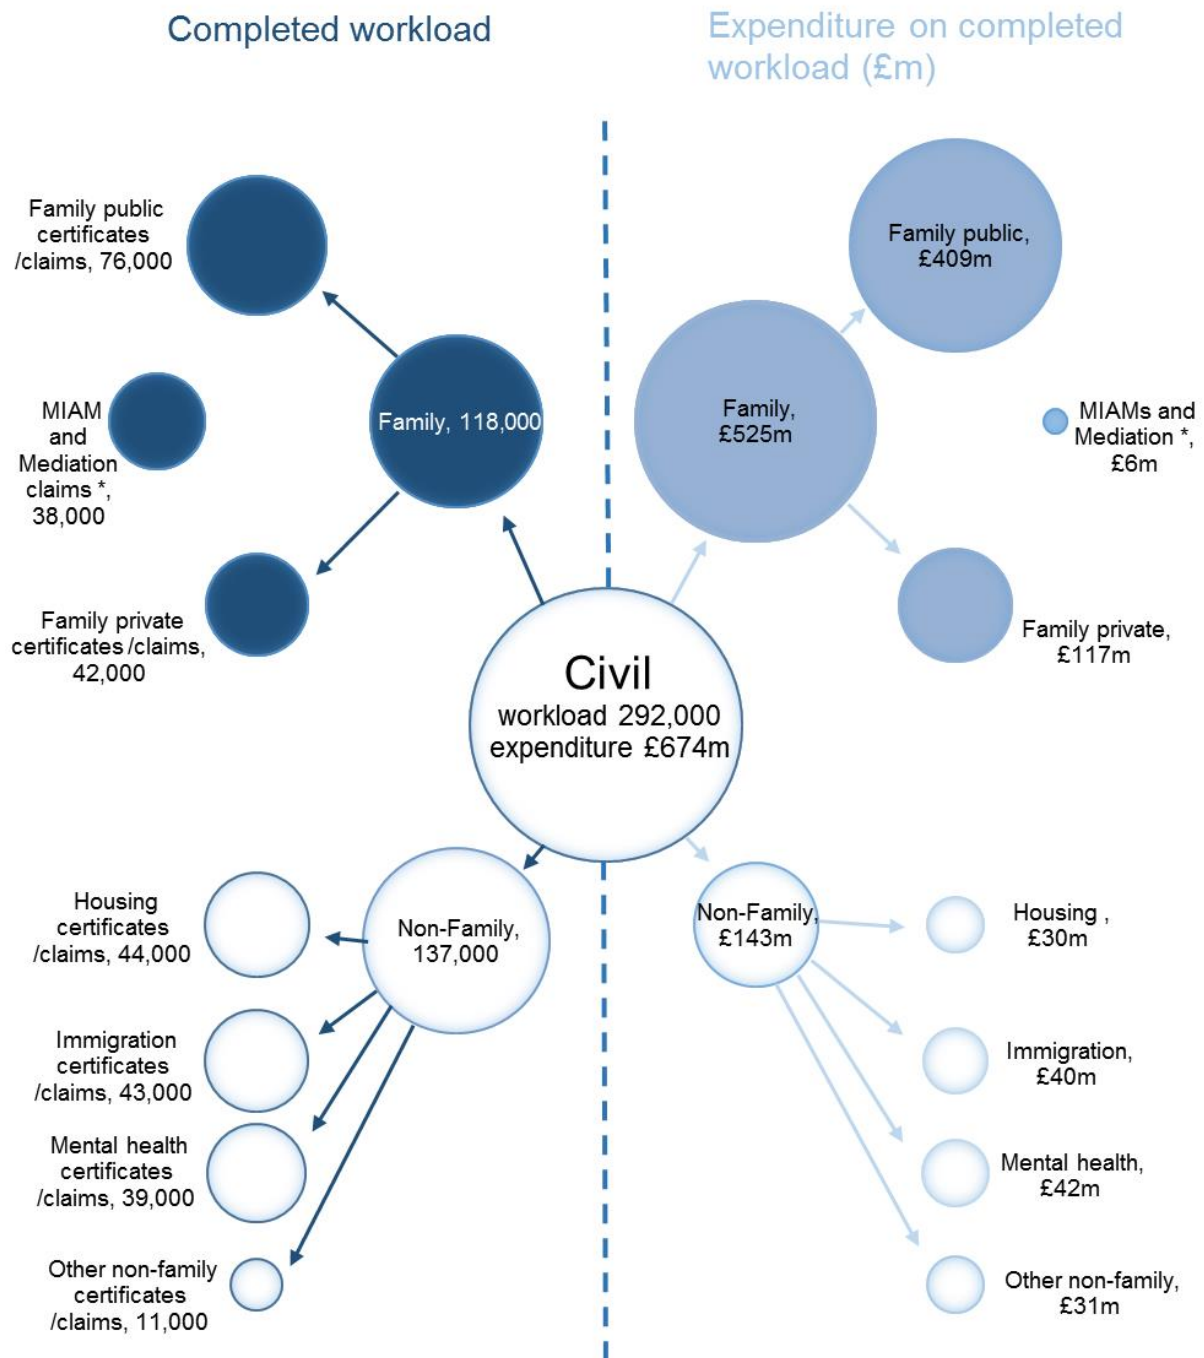 Completed workload
Expenditure on completed
workload (£m)
Family public
certificates
/claims, 76,000
MIAM
and
Mediation
claims *,
38,000
Family private
certificates /claims,
42,000
Family, 118,000
Family public,
£409m
Family,
£525m
MIAMs and
Mediation *,
£6m
Family private,
£117m
Civil
workload 292,000
expenditure £674m
Housing
certificates
/claims, 44,000
Non-Family,
137,000
Immigration
certificates
/claims, 43,000
Mental health
certificates
/claims, 39,000
Other non-family
certificates
/claims, 11,000
Non-Family,
£143m
Housing ,
£30m
Immigration,
£40m
Mental health,
£42m
Other non-family,
£31m